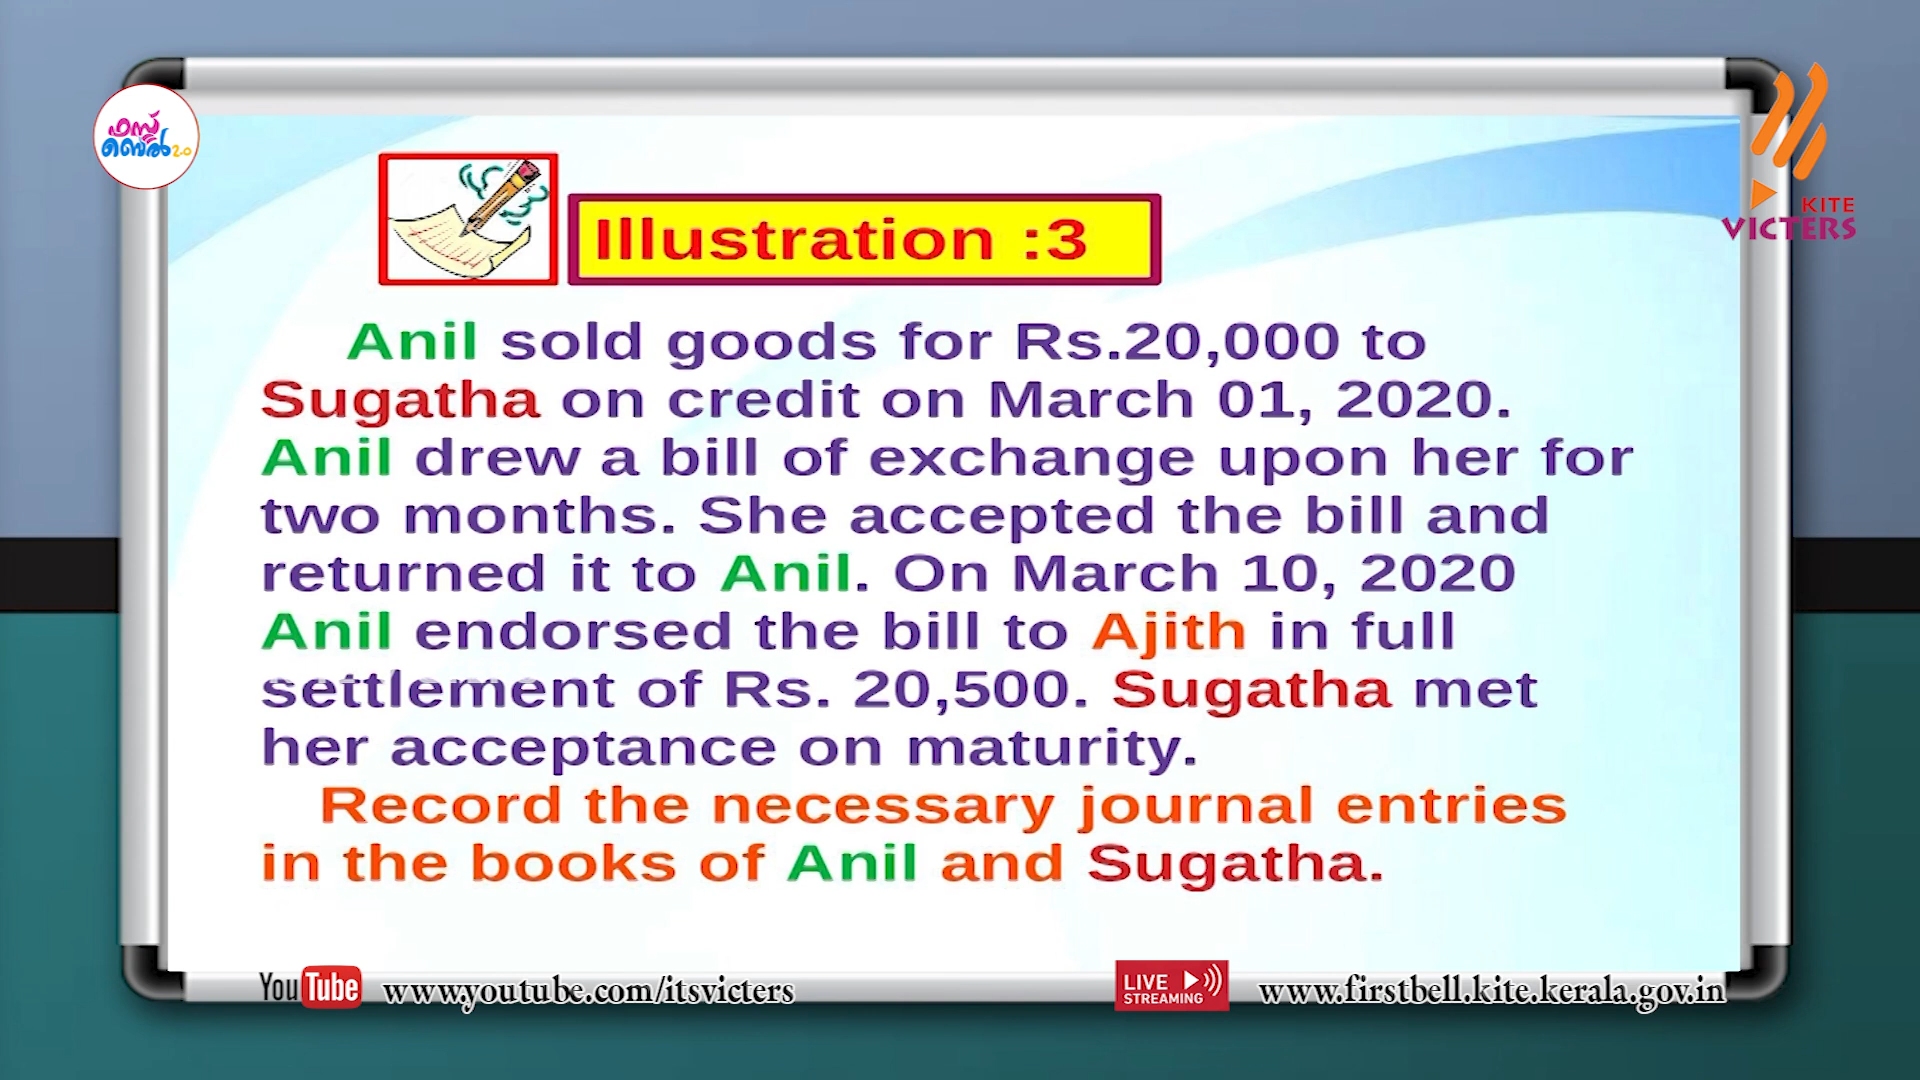 ഫസ്റ്റ്
ബെൽ 2.0
KITE
VICTERS
Illustration :3
Anil sold goods for Rs.20,000 to
Sugatha on credit on March 01, 2020.
Anil drew a bill of exchange upon her for
two months. She accepted the bill and
returned it to Anil. On March 10, 2020
Anil endorsed the bill to Ajith in full
settlement of Rs. 20,500. Sugatha met
her acceptance on maturity.
Record the necessary journal entries
in the books of Anil and Sugatha.
YouTube www.youtube.com/itsvicters
LIVE STREAMING www.firstbell.kite.kerala.gov.in